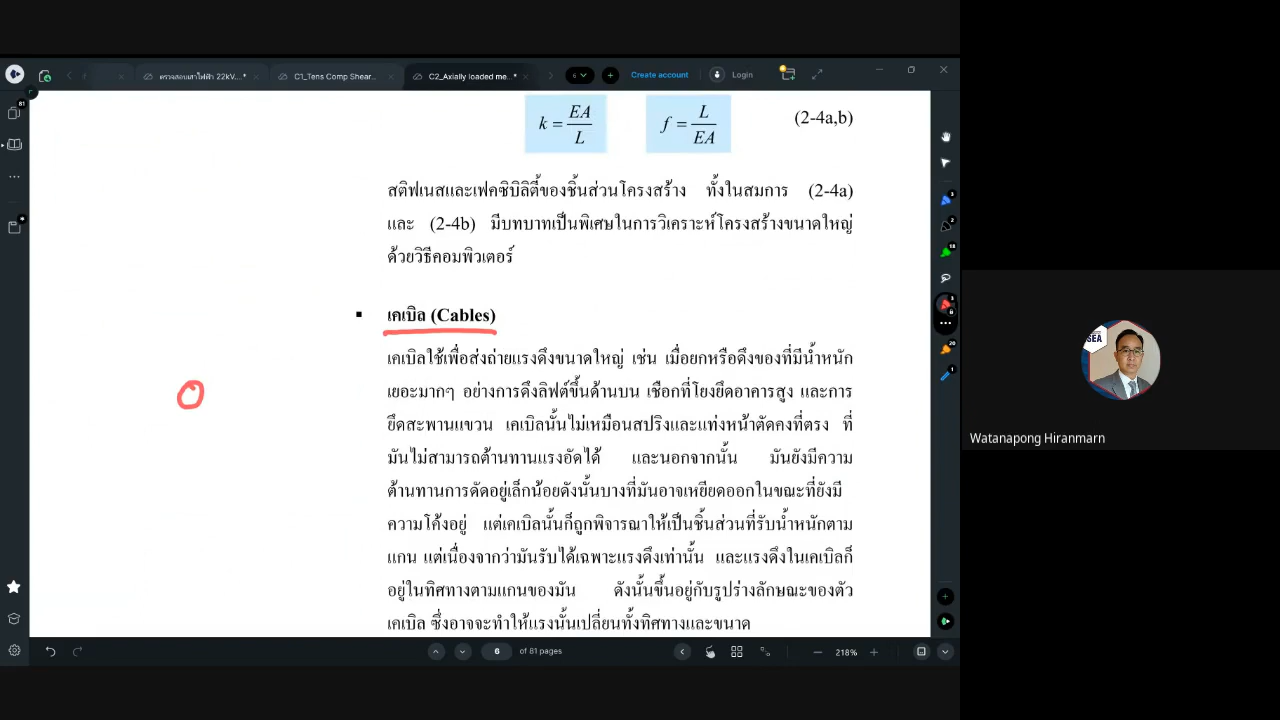 ตรวจสอบเสาไฟฟ้า 22kV....*
C1_Tens Comp Shear...
C2_Axially loaded me...*
6
Create account
Login
81
k = EA/L
f = L/EA
(2-4a,b)
สติฟเนสและเฟคซิบิลิตี้ของชิ้นส่วนโครงสร้าง ทั้งในสมการ (2-4a)
และ (2-4b) มีบทบาทเป็นพิเศษในการวิเคราะห์โครงสร้างขนาดใหญ่
ด้วยวิธีคอมพิวเตอร์
▪ เคเบิล (Cables)
เคเบิลใช้เพื่อส่งถ่ายแรงดึงขนาดใหญ่ เช่น เมื่อยกหรือดึงของที่มีน้ำหนัก
เยอะมากๆ อย่างการดึงลิฟต์ขึ้นด้านบน เชือกที่โยงยึดอาคารสูง และการ
ยึดสะพานแขวน เคเบิลนั้นไม่เหมือนสปริงและแท่งหน้าตัดคงที่ตรง ที่
มันไม่สามารถต้านทานแรงอัดได้ และนอกจากนั้น มันยังมีความ
ต้านทานการดัดอยู่เล็กน้อยดังนั้นบางที่มันอาจเหยียดออกในขณะที่ยังมี
ความโค้งอยู่ แต่เคเบิลนั้นก็ถูกพิจารณาให้เป็นชิ้นส่วนที่รับน้ำหนักตาม
แกน แต่เนื่องจากว่ามันรับได้เฉพาะแรงดึงเท่านั้น และแรงดึงในเคเบิลก็
อยู่ในทิศทางตามแกนของมัน ดังนั้นขึ้นอยู่กับรูปร่างลักษณะของตัว
เคเบิล ซึ่งอาจจะทำให้แรงนั้นเปลี่ยนทั้งทิศทางและขนาด
6 of 81 pages
218%
SEA
Watanapong Hiranmarn